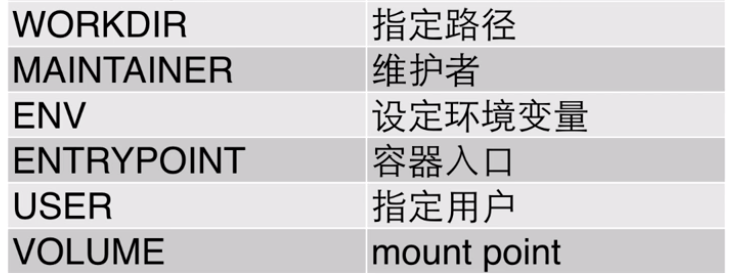 WORKDIR 指定路径
MAINTAINER 维护者
ENV 设定环境变量
ENTRYPOINT 容器入口
USER 指定用户
VOLUME mount point